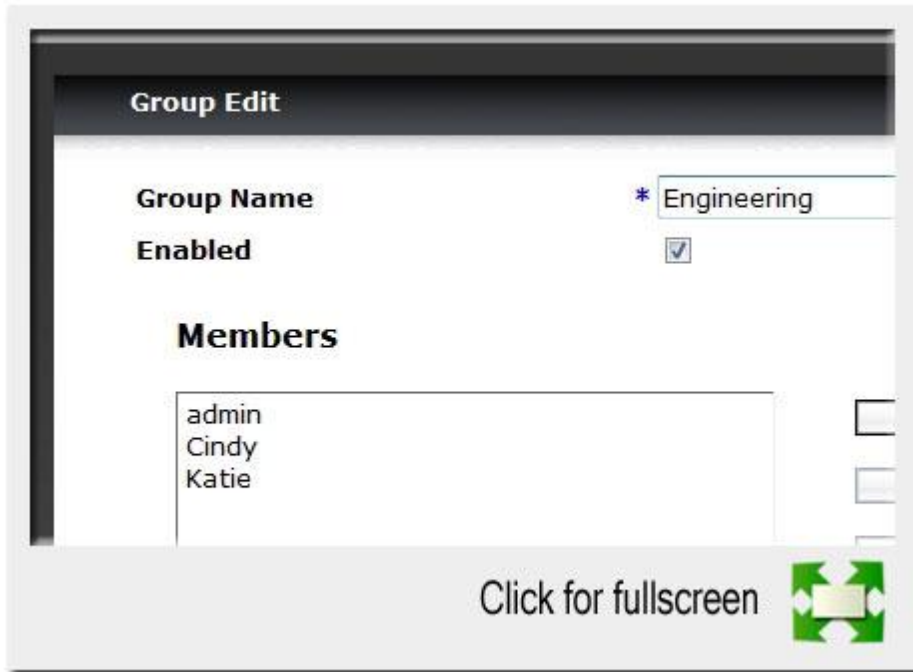 Group Edit
Group Name * Engineering
Enabled
Members
admin
Cindy
Katie
Click for fullscreen